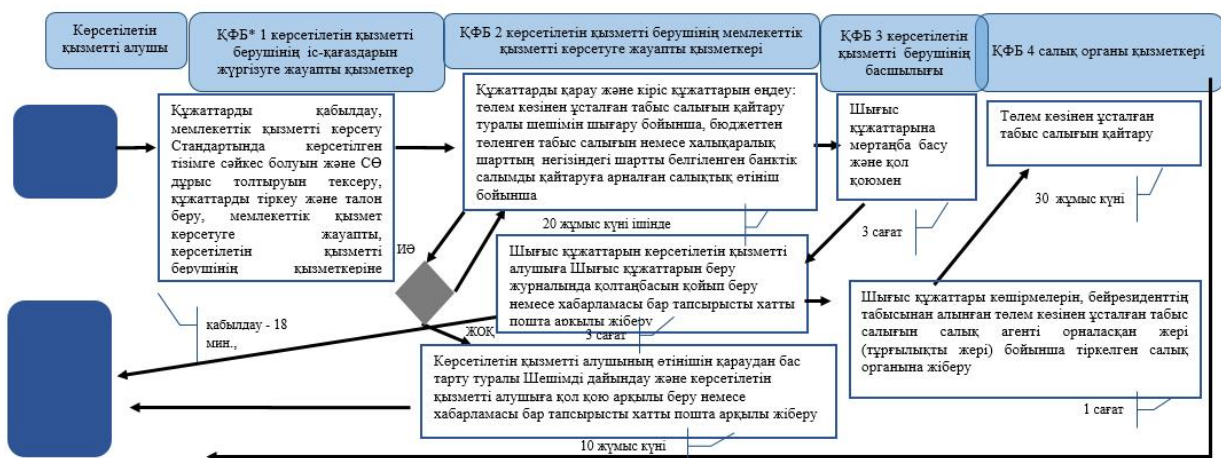 Көрсетілетін
қызметті алушы
ҚФБ* 1 көрсетілетін қызметті
берушінің іс-қағаздарын
жүргізуге жауапты қызметкер
ҚФБ 2 көрсетілетін қызметті берушінің мемлекеттік
қызметті көрсетуге жауапты қызметкері
ҚФБ 3 көрсетілетін
қызметті берушінің
басшылығы
ҚФБ 4 салық органы қызметкері
Құжаттарды қабылдау,
мемлекеттік қызметті көрсету
Стандартында көрсетілген
тізімге сәйкес болуын және СӨ
дұрыс толтыруын тексеру,
құжаттарды тіркеу және талон
беру, мемлекеттік қызмет
көрсетуге жауапты,
көрсетілетін қызметті
берушінің қызметкеріне
Құжаттарды қарау және кіріс құжаттарын өңдеу:
төлем көзінен ұсталған табыс салығын қайтару
туралы шешімін шығару бойынша, бюджеттен
төленген табыс салығын немесе халықаралық
шарттың негізіндегі шартты белгіленген банктік
салымды қайтаруға арналған салықтық өтініш
бойынша
Шығыс
құжаттарына
мөртаңба басу
және қол
қоюмен
Төлем көзінен ұсталған
табыс салығын қайтару
30 жұмыс күні
20 жұмыс күні ішінде
3 сағат
ИӘ
Шығыс құжаттарын көрсетілетін қызметті
алушыға Шығыс құжаттарын беру
журналында қолтаңбасын қойып беру
немесе хабарламасы бар тапсырысты хатты
пошта арқылы жіберу
Шығыс құжаттары көшірмелерін, бейрезиденттің
табысынан алынған төлем көзінен ұсталған табыс
салығын салық агенті орналасқан жері
(тұрғылықты жері) бойынша тіркелген салық
органына жіберу
қабылдау - 18
мин.,
ЖОҚ
3 сағат
Көрсетілетін қызметті алушының өтінішін қараудан бас
тарту туралы Шешімді дайындау және көрсетілетін
қызметті алушыға қол қою арқылы беру немесе
хабарламасы бар тапсырысты хатты пошта арқылы жіберу
1 сағат
10 жұмыс күні